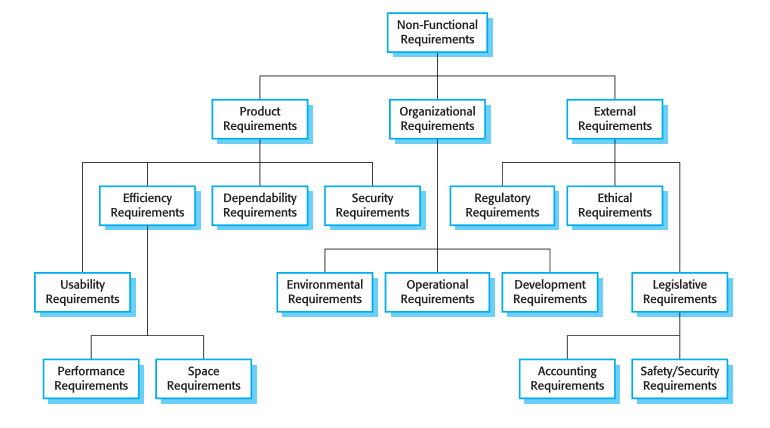 Non-Functional
Requirements
Product
Requirements
Organizational
Requirements
External
Requirements
Efficiency
Requirements
Dependability
Requirements
Security
Requirements
Regulatory
Requirements
Ethical
Requirements
Usability
Requirements
Environmental
Requirements
Operational
Requirements
Development
Requirements
Legislative
Requirements
Performance
Requirements
Space
Requirements
Accounting
Requirements
Safety/Security
Requirements